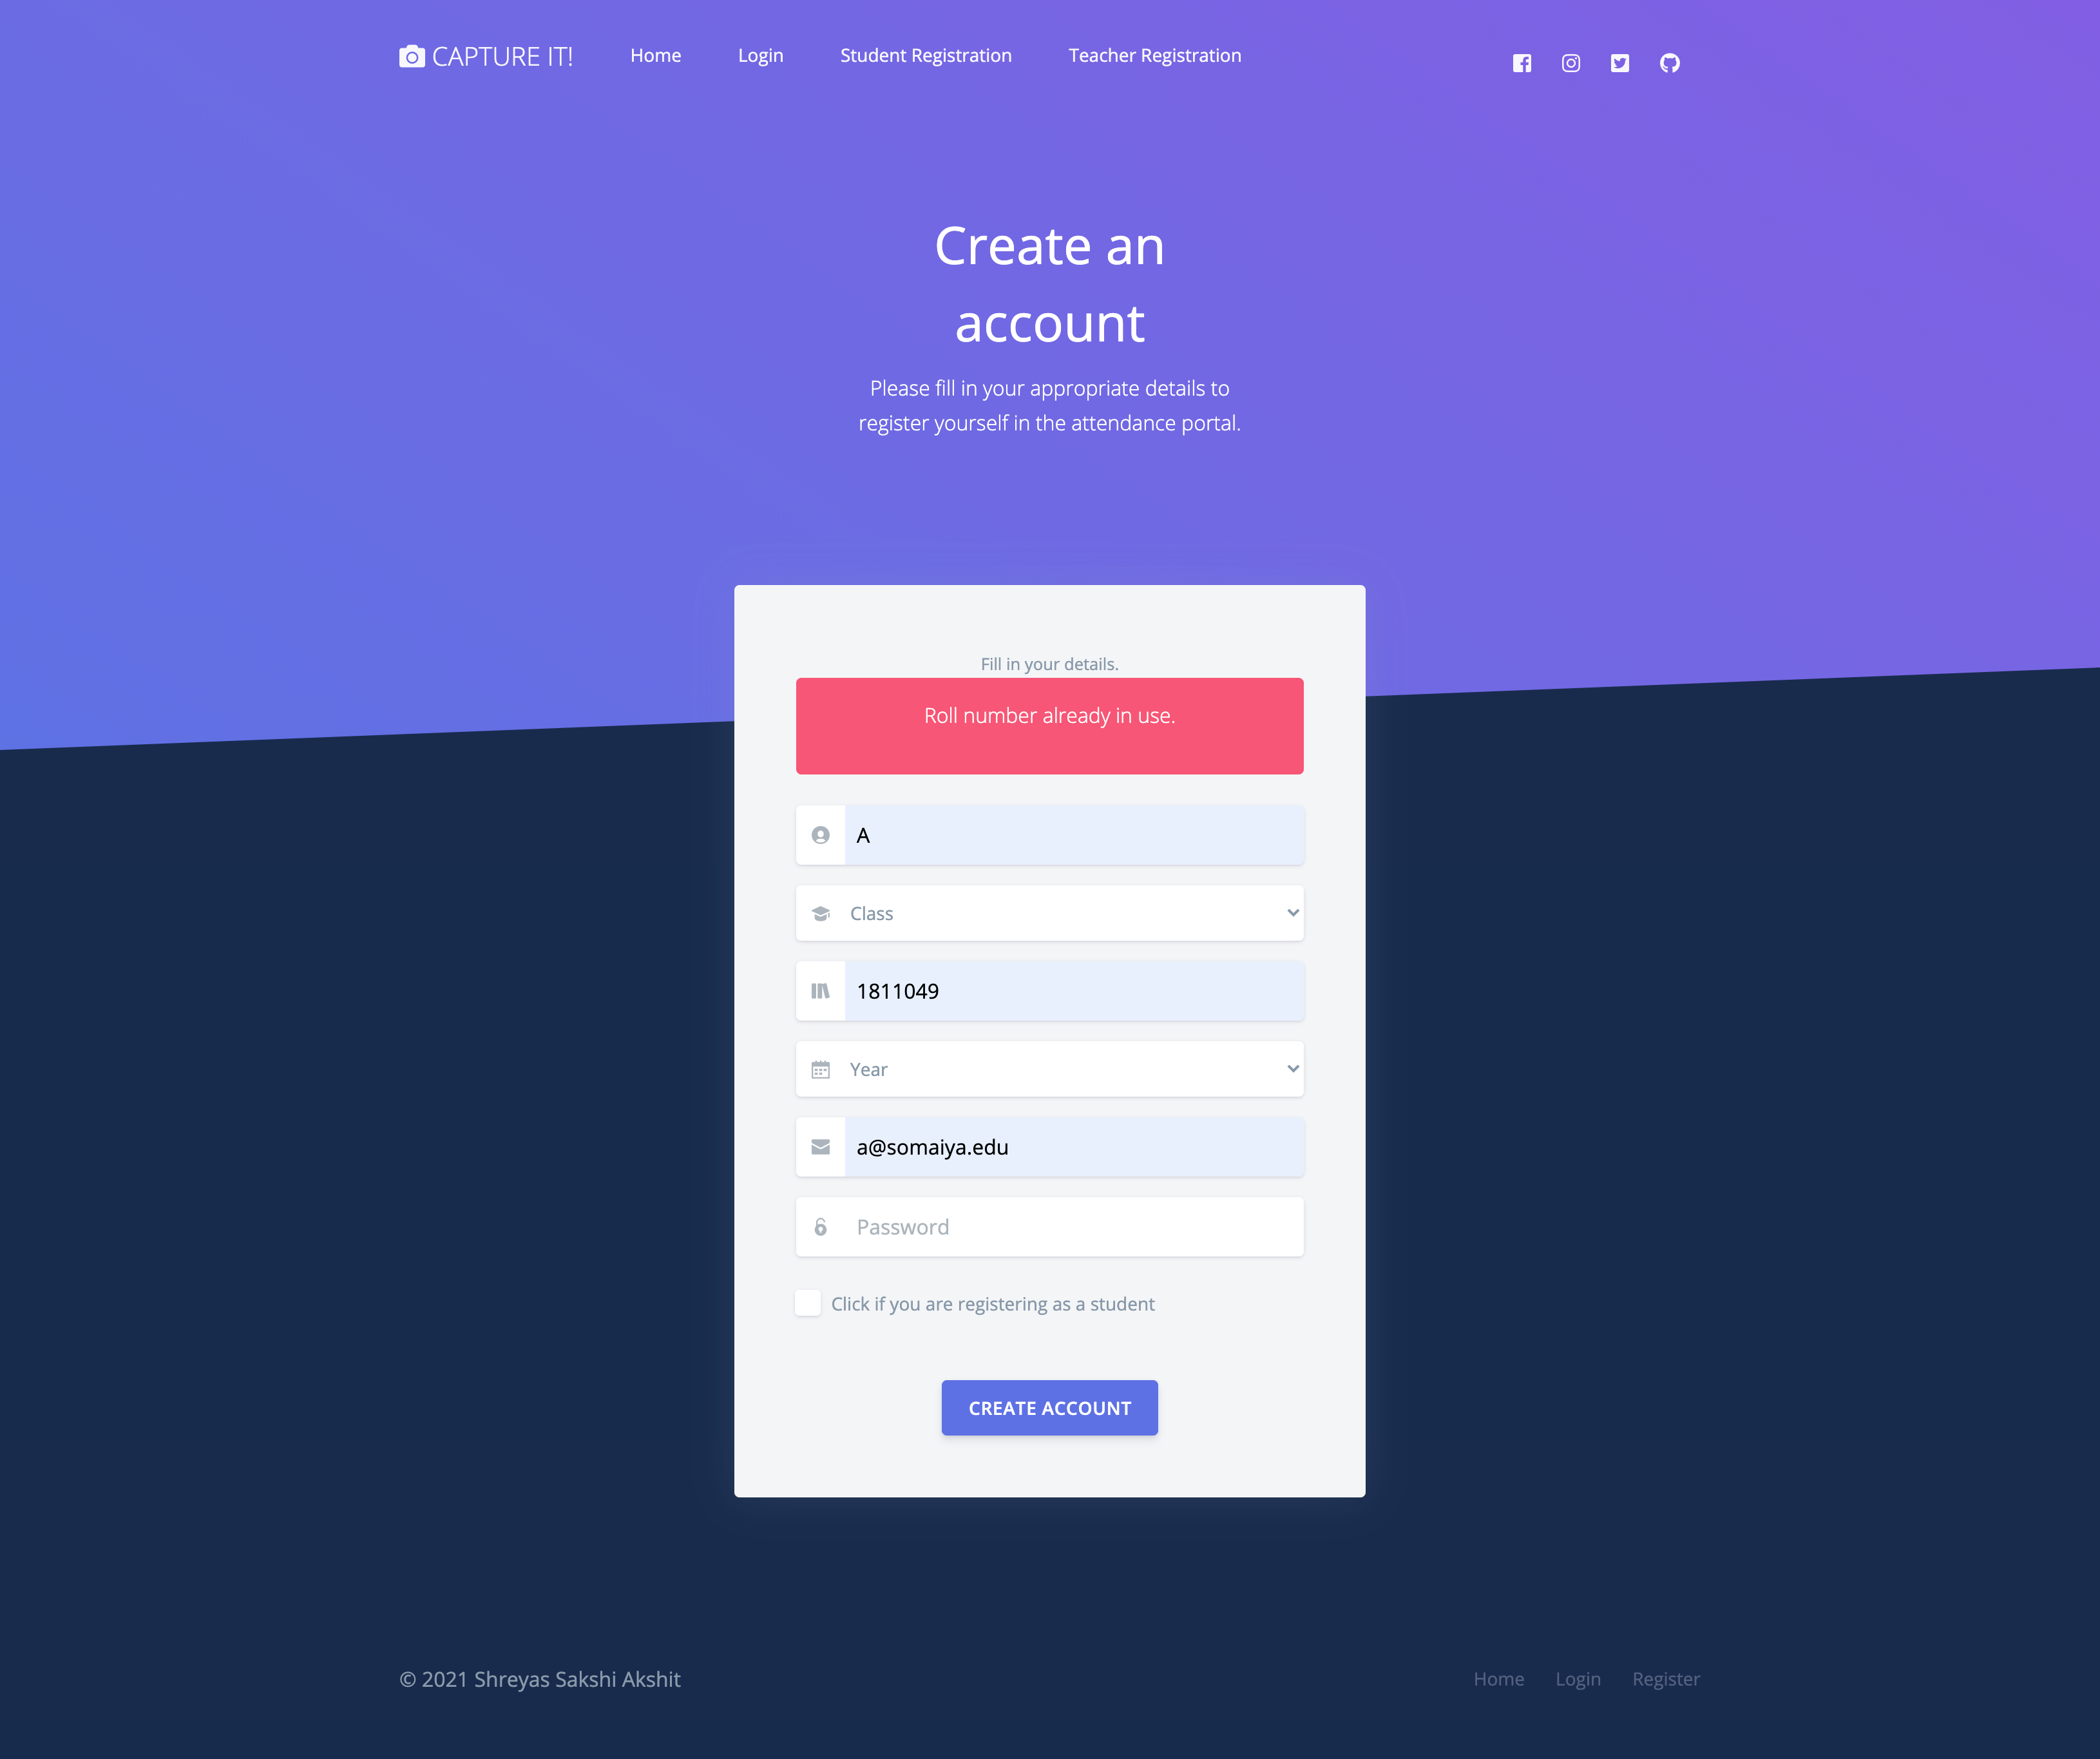 CAPTURE IT!
Home
Login
Student Registration
Teacher Registration
Create an
account
Please fill in your appropriate details to
register yourself in the attendance portal.
Fill in your details.
Roll number already in use.
A
Class
1811049
Year
a@somaiya.edu
Password
Click if you are registering as a student
CREATE ACCOUNT
© 2021 Shreyas Sakshi Akshit
Home
Login
Register